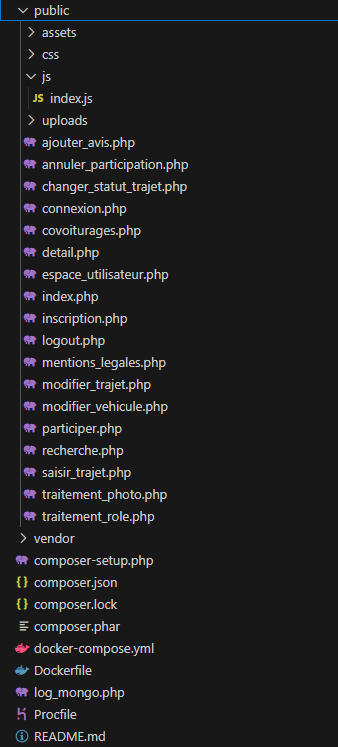 public
assets
css
js
JS index.js
uploads
ajouter_avis.php
annuler_participation.php
changer_statut_trajet.php
connexion.php
covoiturages.php
detail.php
espace_utilisateur.php
index.php
inscription.php
logout.php
mentions_legales.php
modifier_trajet.php
modifier_vehicule.php
participer.php
recherche.php
saisir_trajet.php
traitement_photo.php
traitement_role.php
vendor
composer-setup.php
{} composer.json
{} composer.lock
composer.phar
docker-compose.yml
Dockerfile
log_mongo.php
Procfile
README.md